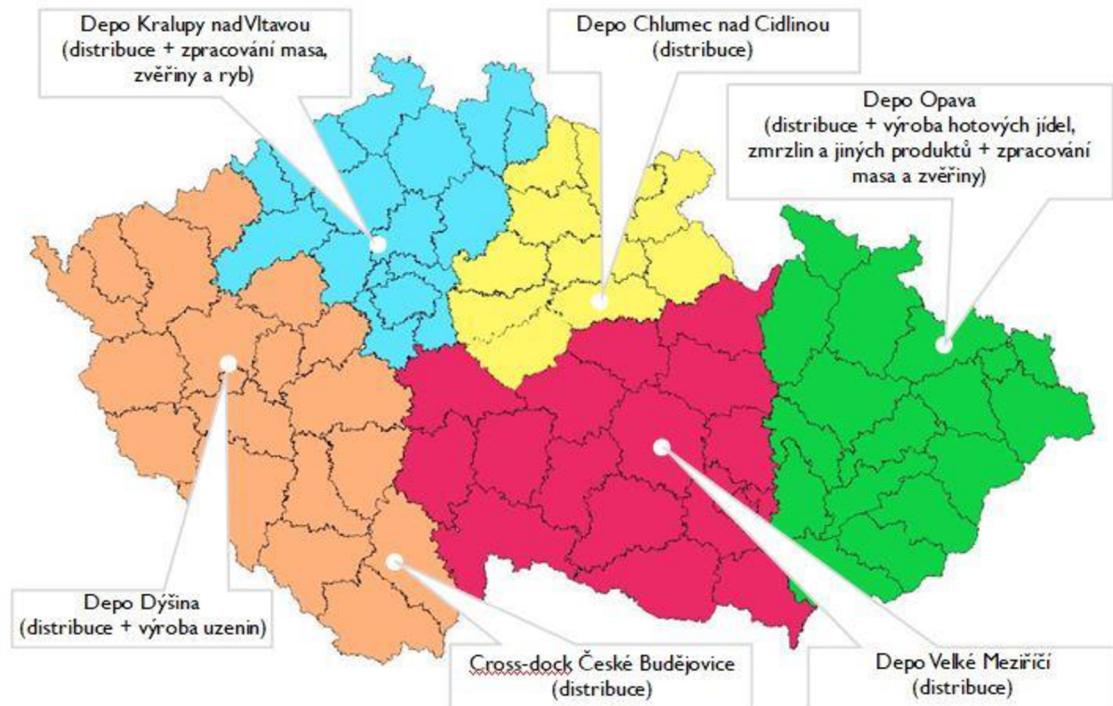 Depo Kralupy nad Vltavou
(distribuce + zpracování masa,
zvěřiny a ryb)
Depo Chlumec nad Cidlinou
(distribuce)
Depo Opava
(distribuce + výroba hotových jídel,
zmrzlin a jiných produktů + zpracování
masa a zvěřiny)
Depo Dýšina
(distribuce + výroba uzenin)
Cross-dock České Budějovice
(distribuce)
Depo Velké Meziříčí
(distribuce)